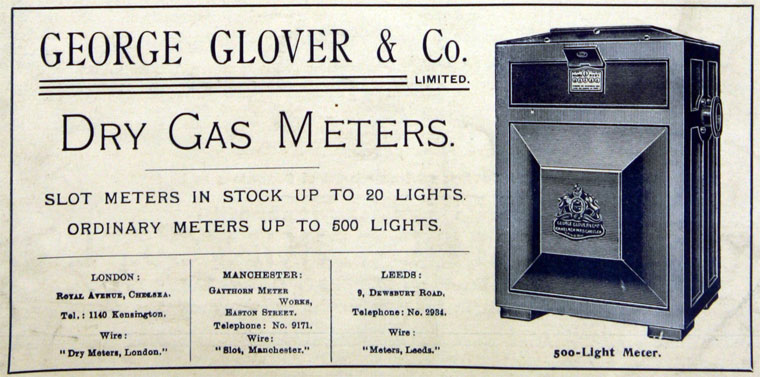 GEORGE GLOVER & Co.
LIMITED.
DRY GAS METERS.
SLOT METERS IN STOCK UP TO 20 LIGHTS.
ORDINARY METERS UP TO 500 LIGHTS.
LONDON:
ROYAL AVENUE, CHELSEA.
Tel.: 1140 Kensington.
Wire:
"Dry Meters, London."
MANCHESTER:
GAYTHORN METER
WORKS,
EASTON STREET.
Telephone: No. 9171.
Wire:
"Slot, Manchester."
LEEDS:
9, DEWSBURY ROAD.
Telephone: No. 2934.
Wire:
"Meters, Leeds."
GEORGE GLOVER & Co
500-Light Meter.